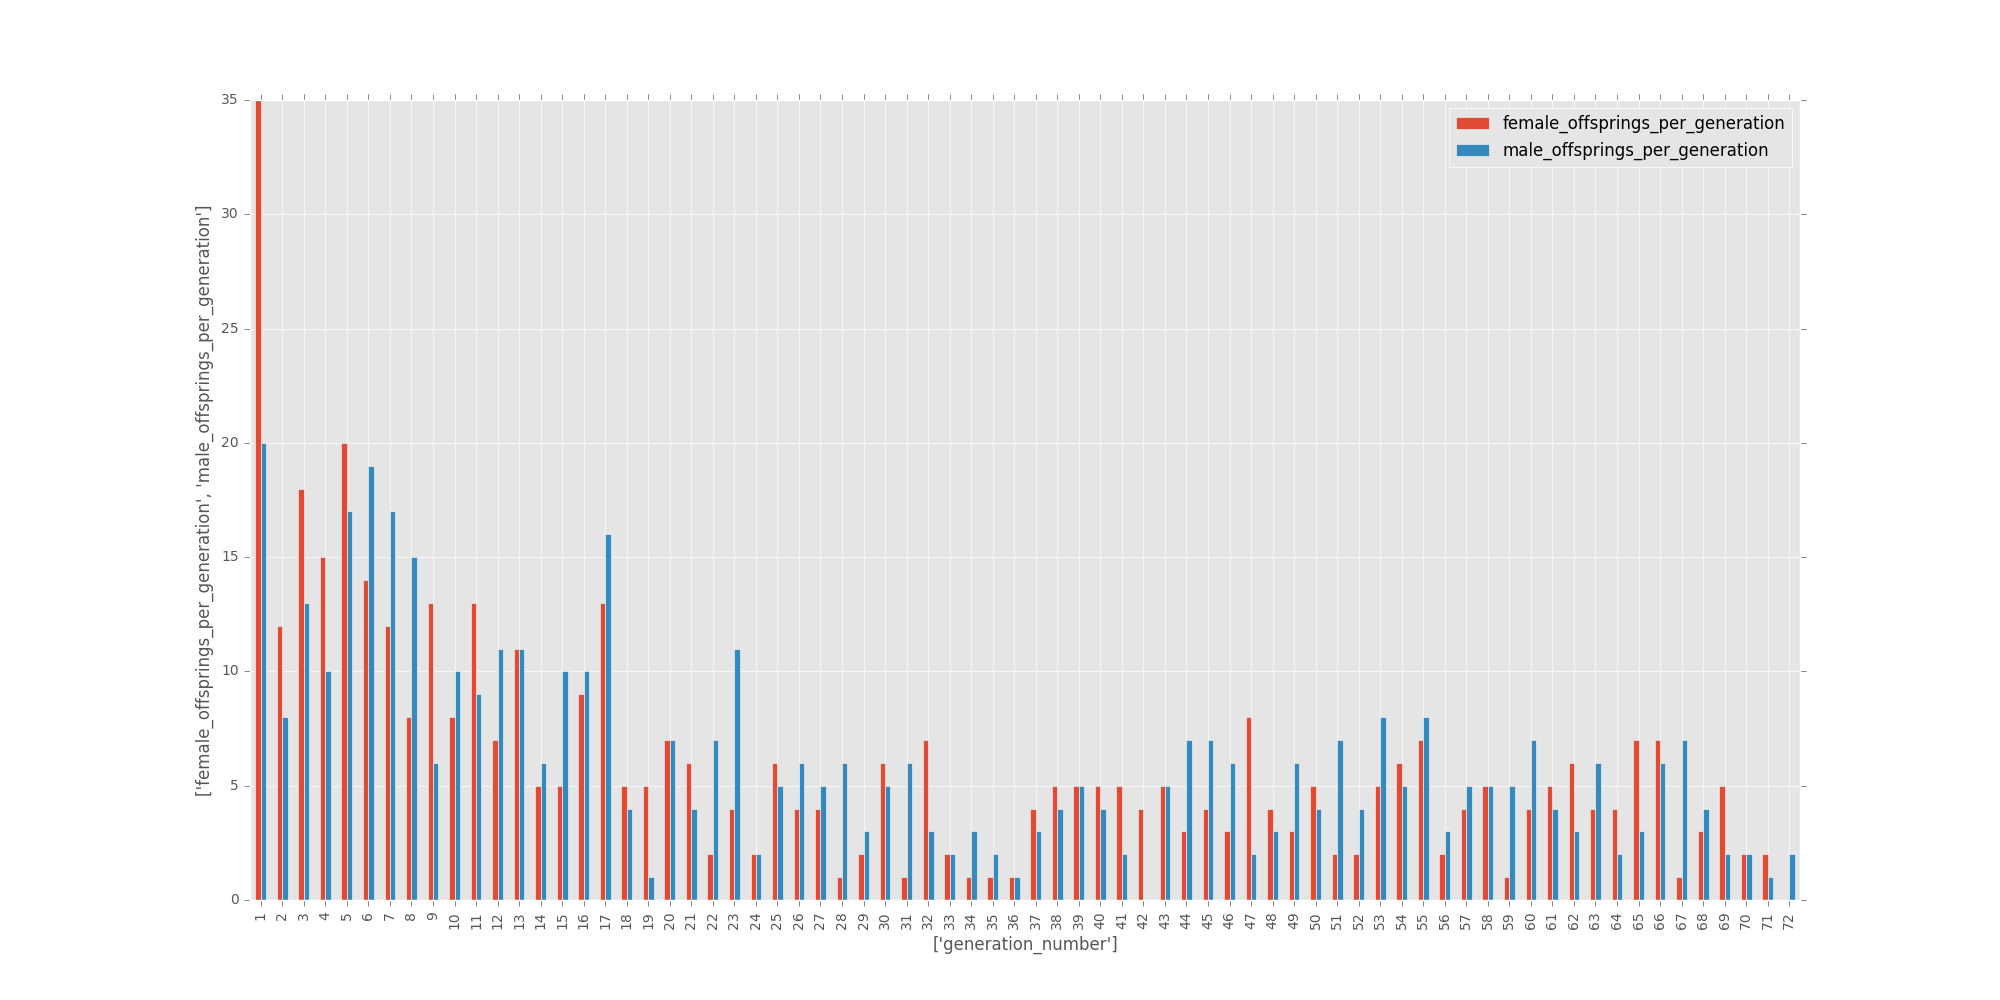 female_offsprings_per_generation
male_offsprings_per_generation
['female_offsprings_per_generation', 'male_offsprings_per_generation']
35
30
25
20
15
10
5
0
1 2 3 4 5 6 7 8 9 10 11 12 13 14 15 16 17 18 19 20 21 22 23 24 25 26 27 28 29 30 31 32 33 34 35 36 37 38 39 40 41 42 43 44 45 46 47 48 49 50 51 52 53 54 55 56 57 58 59 60 61 62 63 64 65 66 67 68 69 70 71 72
['generation_number']